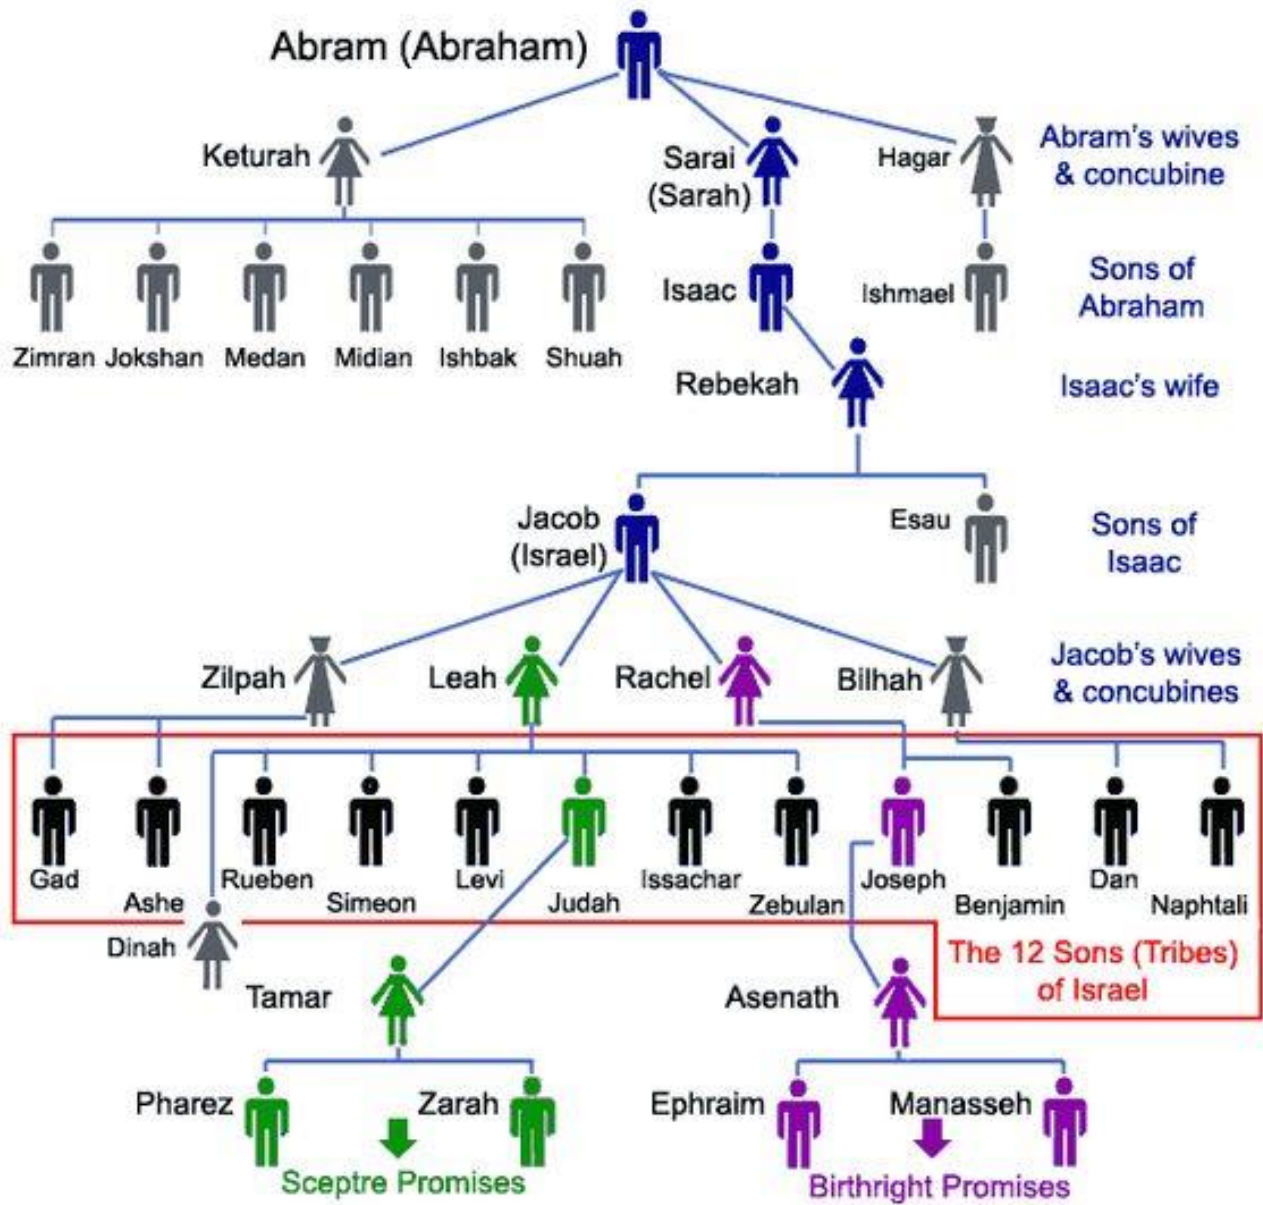 Abram (Abraham)
Keturah
Sarai
(Sarah)
Hagar
Abram's wives
& concubine
Isaac
Ishmael
Sons of
Abraham
Zimran
Jokshan
Medan
Midian
Ishbak
Shuah
Rebekah
Isaac's wife
Jacob
(Israel)
Esau
Sons of
Isaac
Zilpah
Leah
Rachel
Bilhah
Jacob's wives
& concubines
Gad
Ashe
Rueben
Simeon
Levi
Judah
Issachar
Zebulan
Joseph
Benjamin
Dan
Naphtali
Dinah
The 12 Sons (Tribes)
of Israel
Tamar
Asenath
Pharez
Zarah
Ephraim
Manasseh
Sceptre Promises
Birthright Promises